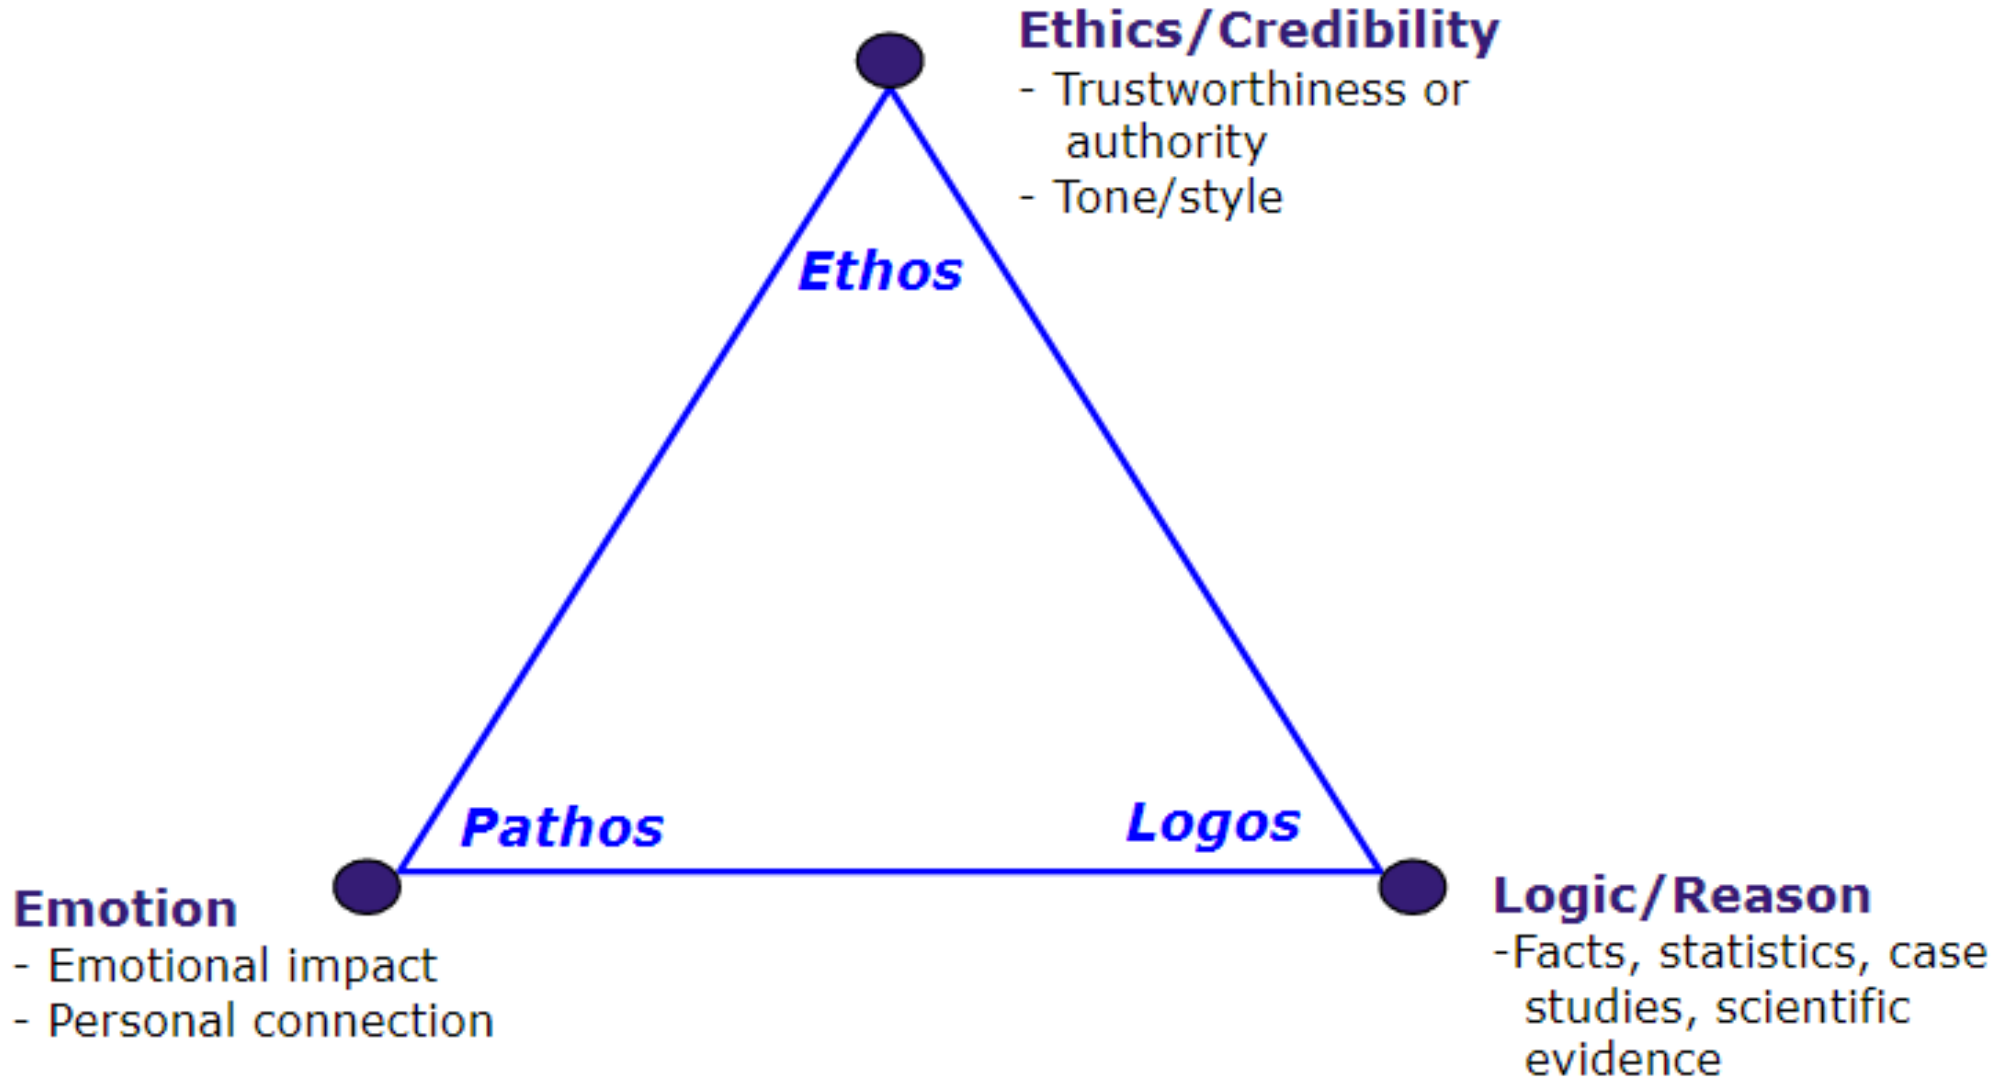 Ethics/Credibility
- Trustworthiness or
authority
- Tone/style
Ethos
Pathos
Logos
Emotion
- Emotional impact
- Personal connection
Logic/Reason
-Facts, statistics, case
studies, scientific
evidence